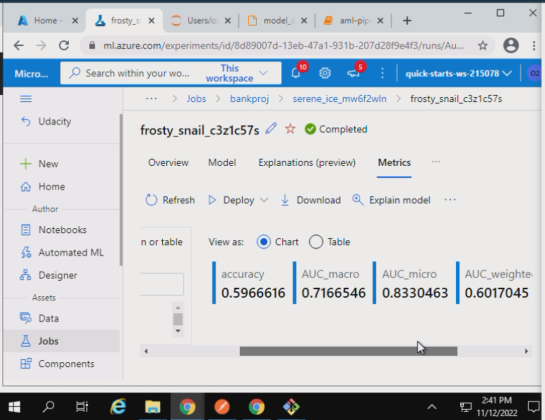 Home -
frosty_s
Users/o
model_
aml-pip
ml.azure.com/experiments/id/8d89007d-13eb-47a1-931b-207d28f9e4f3/runs/Au...
Micro...
Search within your wo...
This workspace
10
5
quick-starts-ws-215078
... > Jobs > bankproj > serene_ice_mw6f2wln > frosty_snail_c3z1c57s
Udacity
frosty_snail_c3z1c57s
Completed
New
Home
Author
Notebooks
Automated ML
Designer
Assets
Data
Jobs
Components
Overview
Model
Explanations (preview)
Metrics
...
Refresh
Deploy
Download
Explain model
...
n or table
View as:
Chart
Table
accuracy
0.5966616
AUC_macro
0.7166546
AUC_micro
0.8330463
AUC_weighte
0.6017045
2:41 PM
11/12/2022